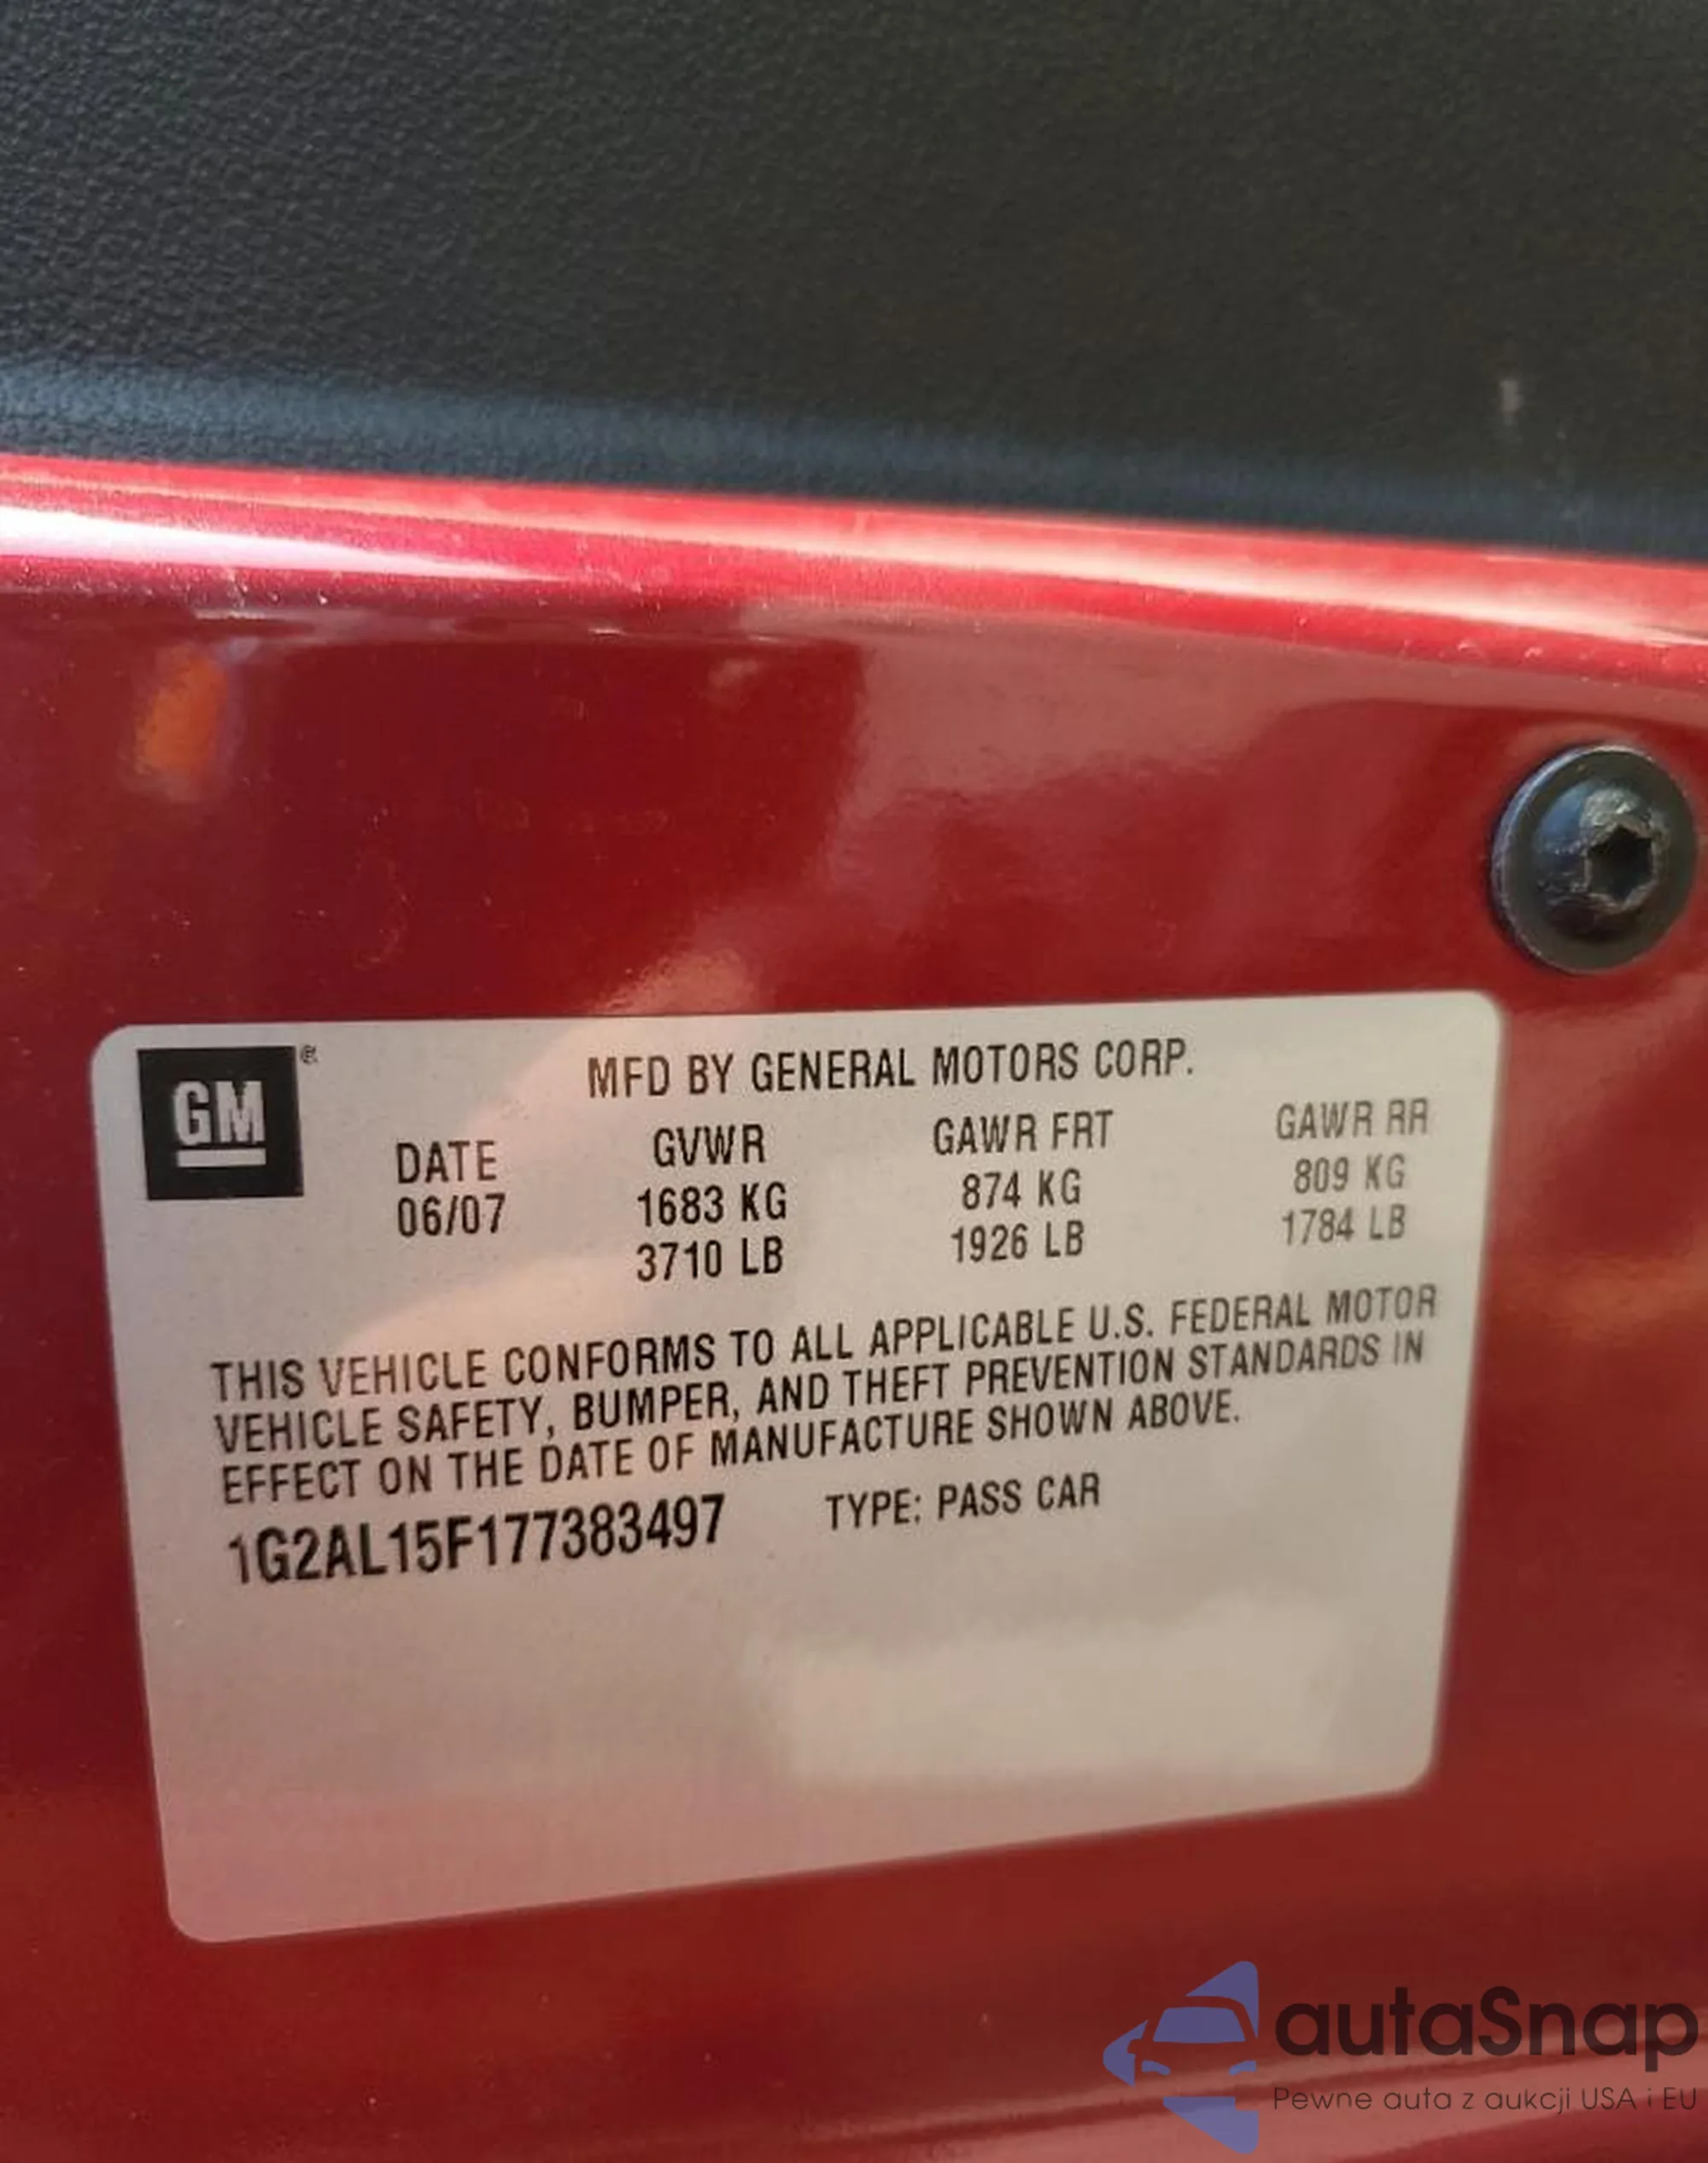 GM ®
MFD BY GENERAL MOTORS CORP.
DATE GVWR GAWR FRT GAWR RR
06/07 1683 KG 874 KG 809 KG
3710 LB 1926 LB 1784 LB
THIS VEHICLE CONFORMS TO ALL APPLICABLE U.S. FEDERAL MOTOR
VEHICLE SAFETY, BUMPER, AND THEFT PREVENTION STANDARDS IN
EFFECT ON THE DATE OF MANUFACTURE SHOWN ABOVE.
1G2AL15F177383497 TYPE: PASS CAR
autaSnap
Pewne auta z aukcji USA i EU